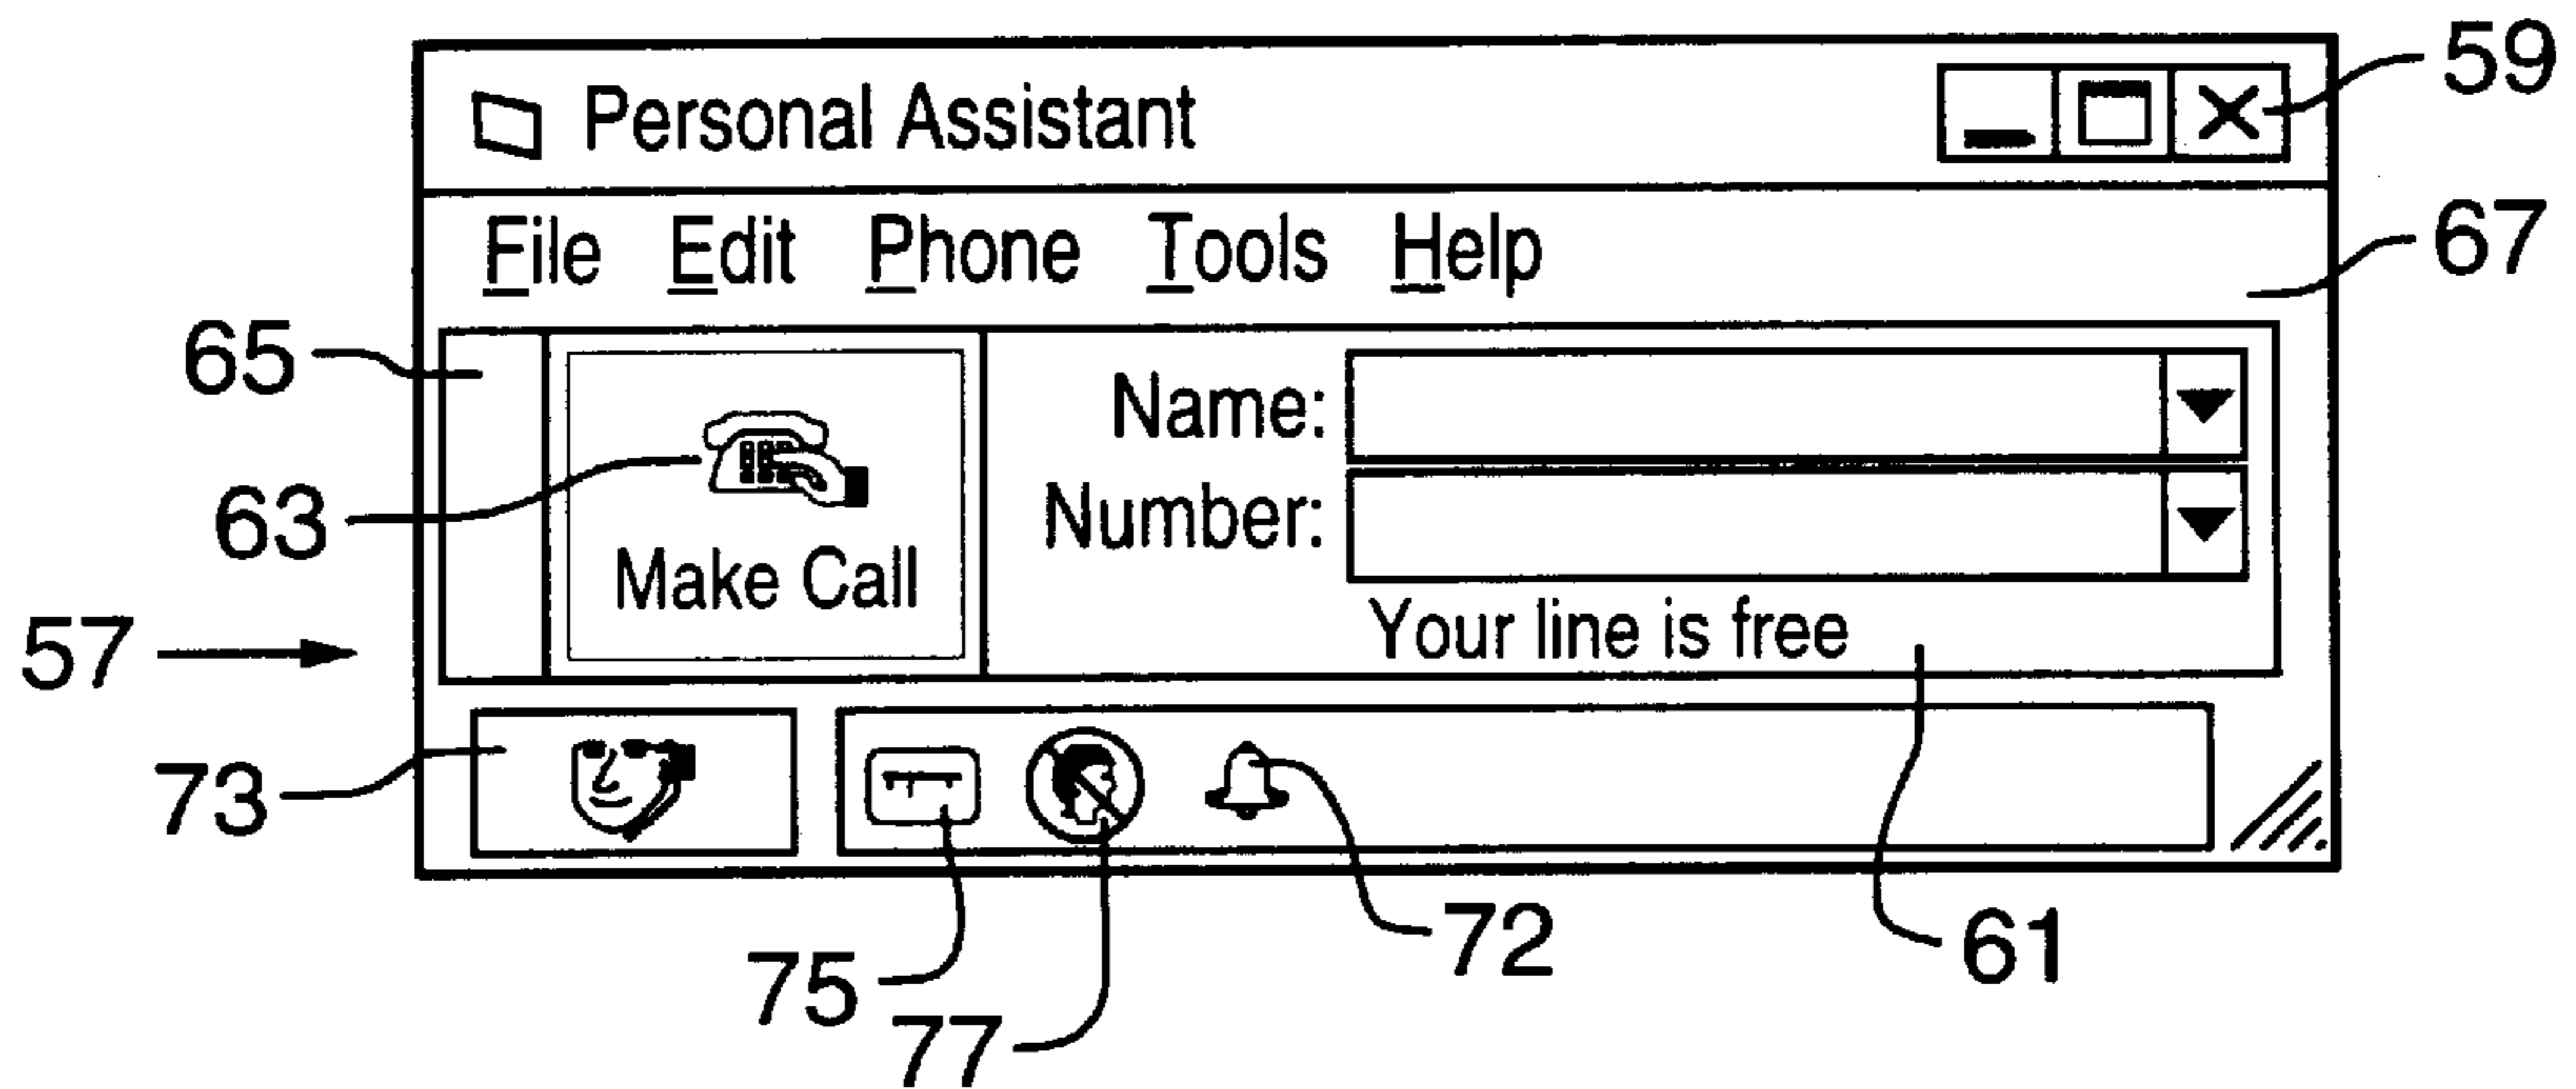 Personal Assistant
59
File Edit Phone Tools Help
67
65
Name:
63
Number:
Make Call
Your line is free
57
73
72
61
75
77